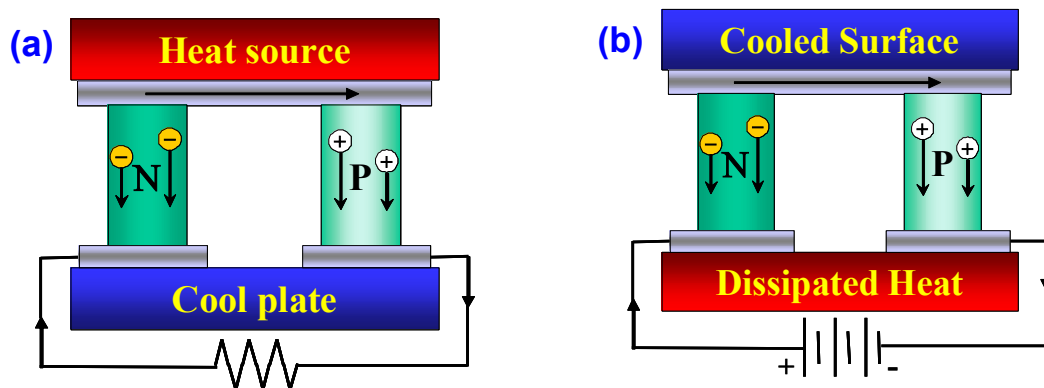 (a)
Heat source
−
−
N
+
+
P
Cool plate
(b)
Cooled Surface
−
−
N
+
+
P
Dissipated Heat
+ -